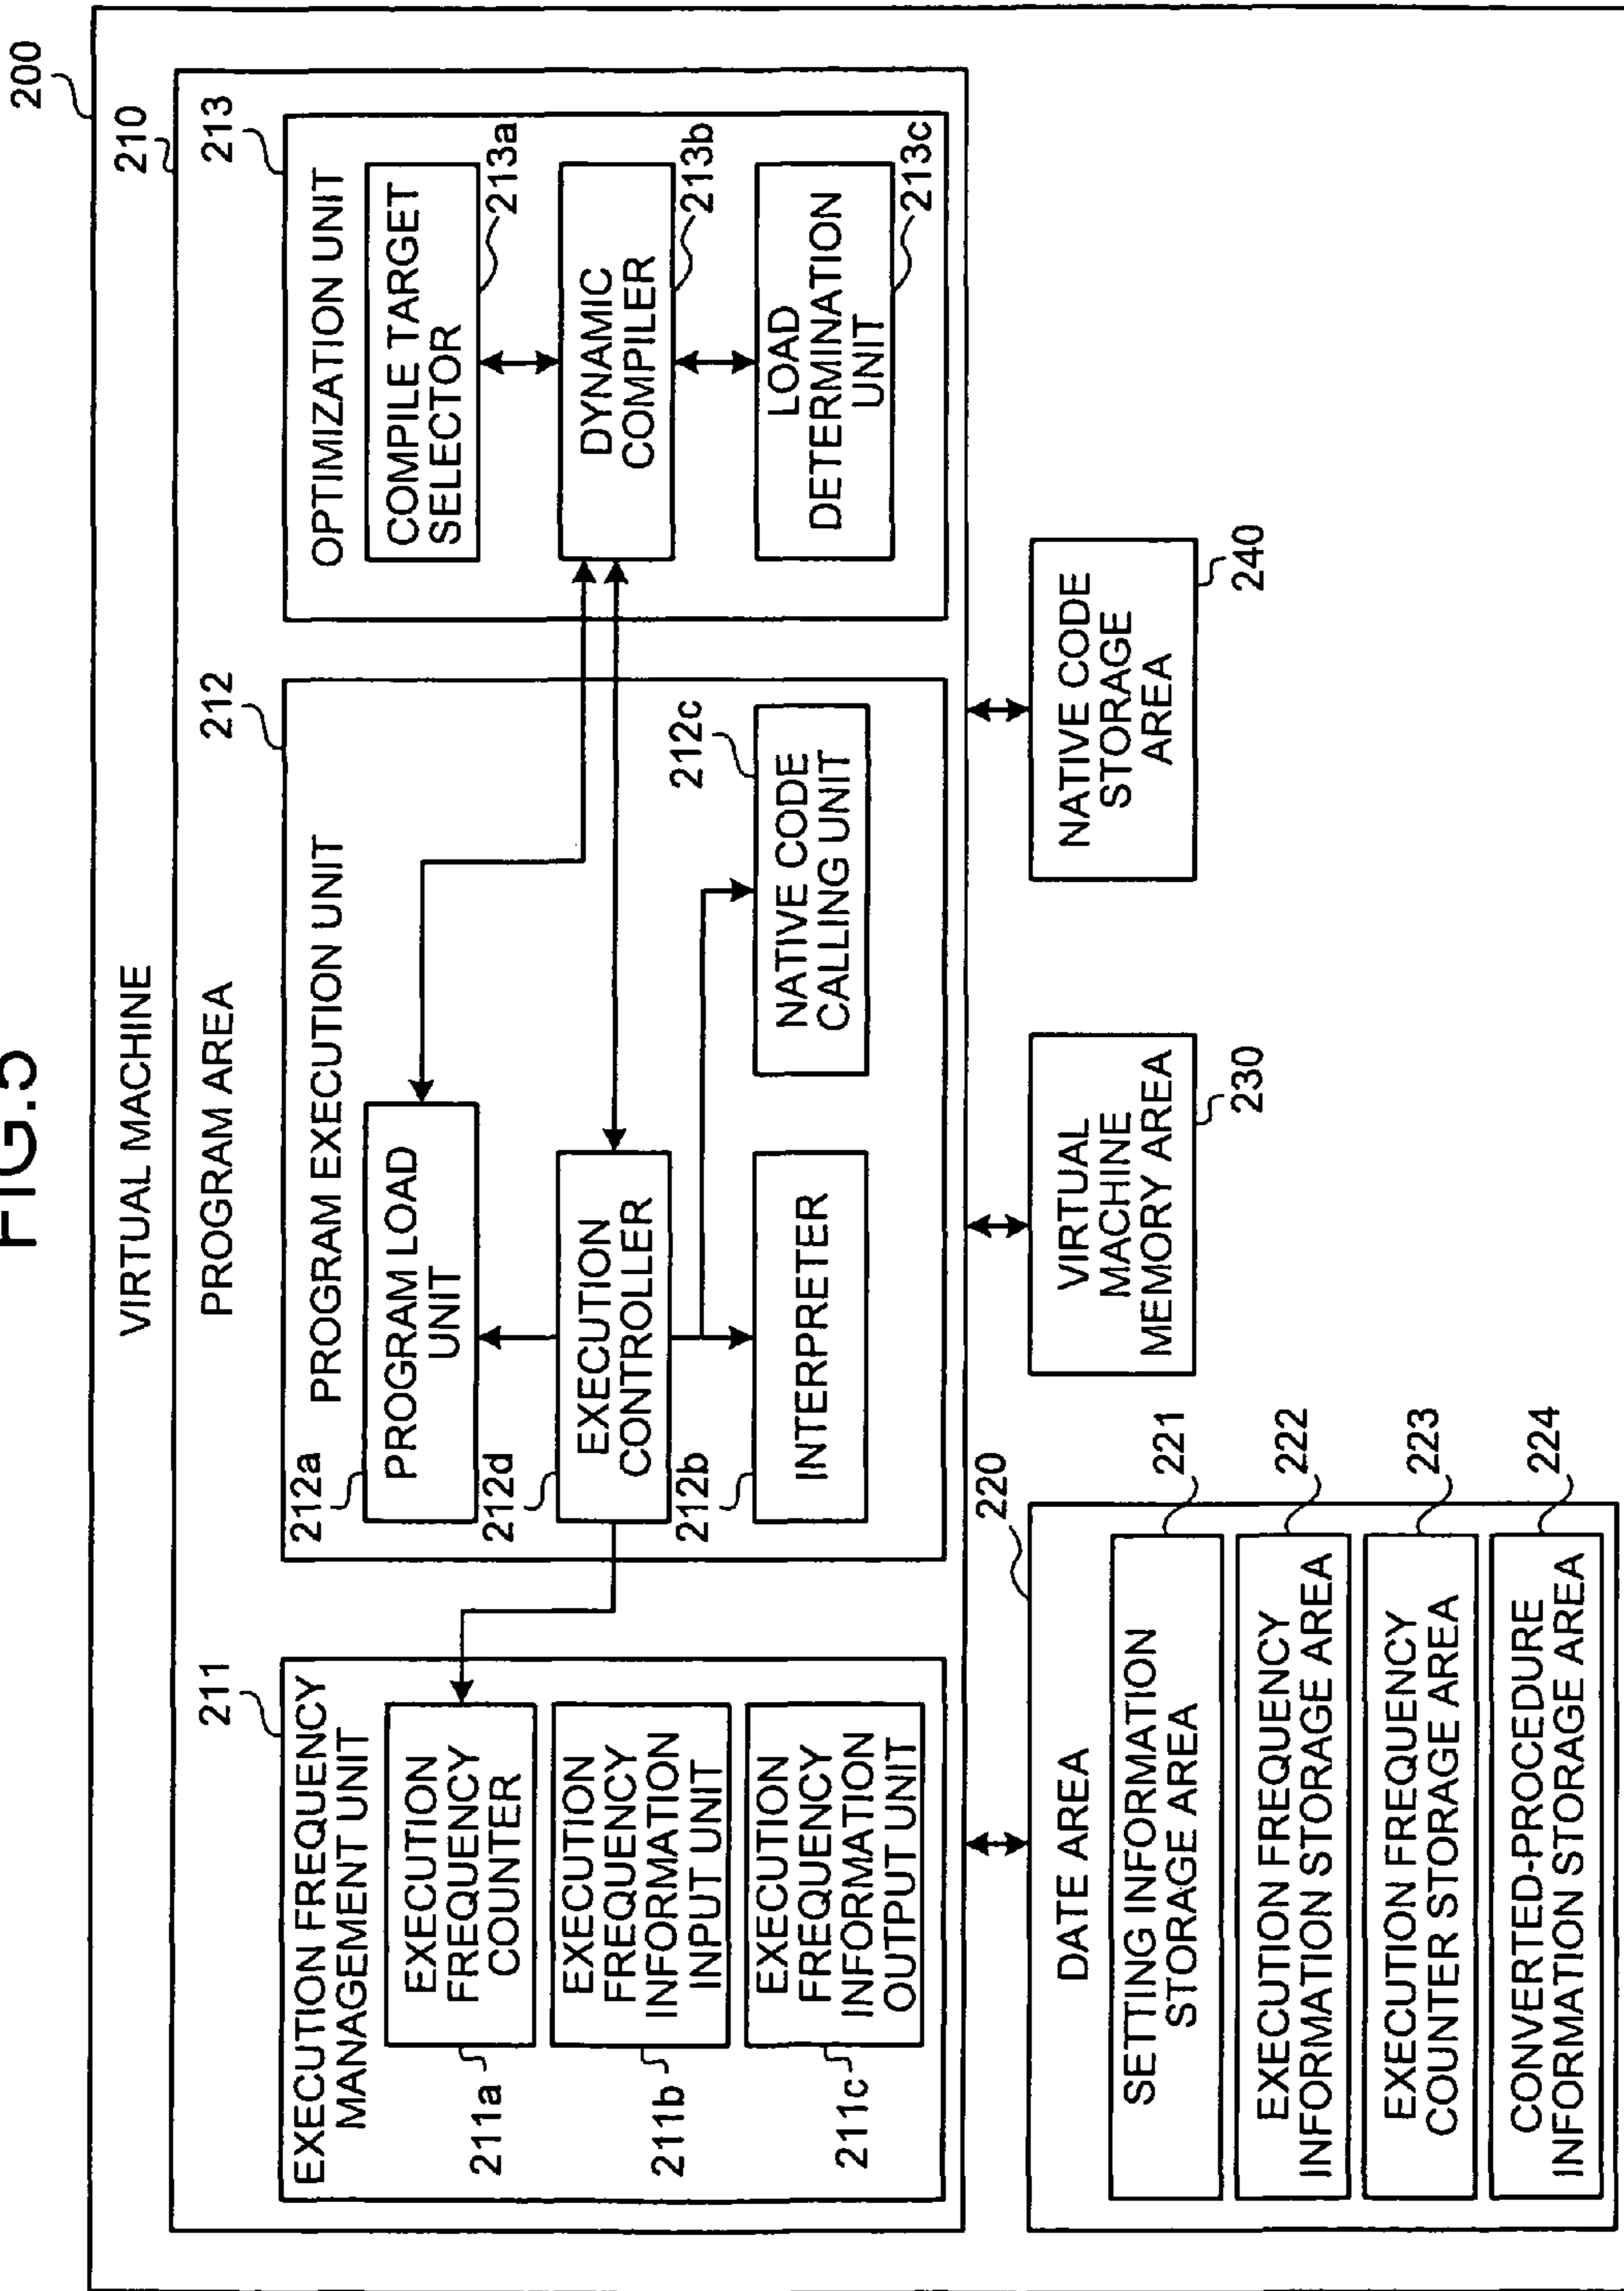 FIG.5
200
VIRTUAL MACHINE
210
PROGRAM AREA
211
EXECUTION FREQUENCY
MANAGEMENT UNIT
211a
EXECUTION
FREQUENCY
COUNTER
211b
EXECUTION
FREQUENCY
INFORMATION
INPUT UNIT
211c
EXECUTION
FREQUENCY
INFORMATION
OUTPUT UNIT
212
PROGRAM EXECUTION UNIT
212a
PROGRAM LOAD
UNIT
212d
EXECUTION
CONTROLLER
212b
INTERPRETER
212c
NATIVE CODE
CALLING UNIT
213
OPTIMIZATION UNIT
COMPILE TARGET
SELECTOR
213a
DYNAMIC
COMPILER
213b
LOAD
DETERMINATION
UNIT
213c
220
DATE AREA
SETTING INFORMATION
STORAGE AREA
221
EXECUTION FREQUENCY
INFORMATION STORAGE AREA
222
EXECUTION FREQUENCY
COUNTER STORAGE AREA
223
CONVERTED-PROCEDURE
INFORMATION STORAGE AREA
224
VIRTUAL
MACHINE
MEMORY AREA
230
NATIVE CODE
STORAGE
AREA
240